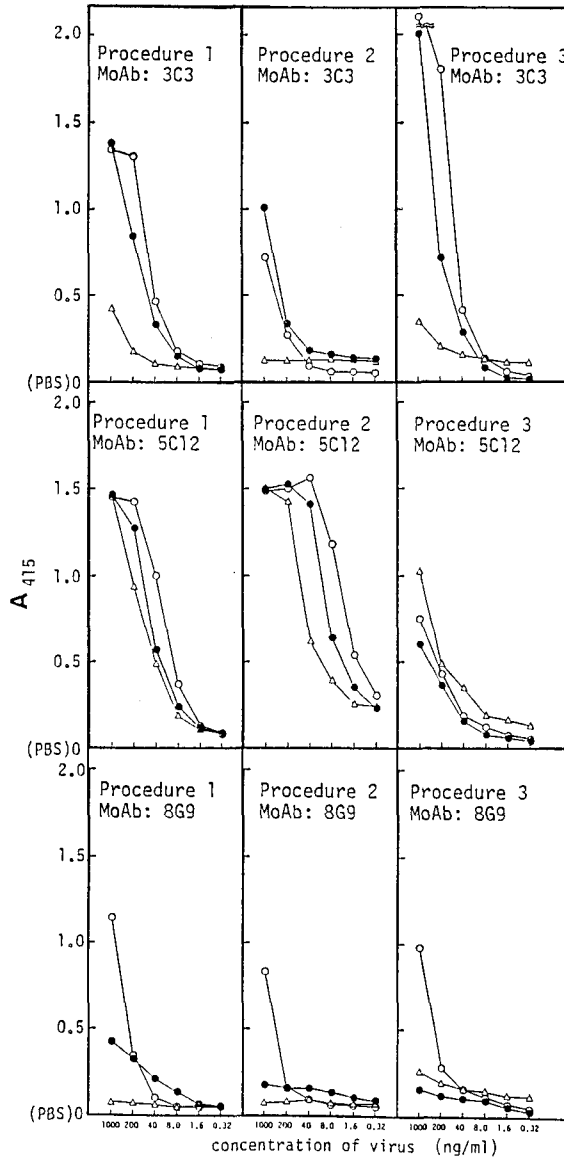 2.0
Procedure 1
MoAb: 3C3
Procedure 2
MoAb: 3C3
Procedure 3
MoAb: 3C3
1.5
1.0
0.5
(PBS)0
2.0
Procedure 1
MoAb: 5C12
Procedure 2
MoAb: 5C12
Procedure 3
MoAb: 5C12
1.5
1.0
0.5
(PBS)0
A415
2.0
Procedure 1
MoAb: 8G9
Procedure 2
MoAb: 8G9
Procedure 3
MoAb: 8G9
1.5
1.0
0.5
(PBS)0
1000 200 40 8.0 1.6 0.32 1000 200 40 8.0 1.6 0.32 1000 200 40 8.0 1.6 0.32
concentration of virus (ng/ml)